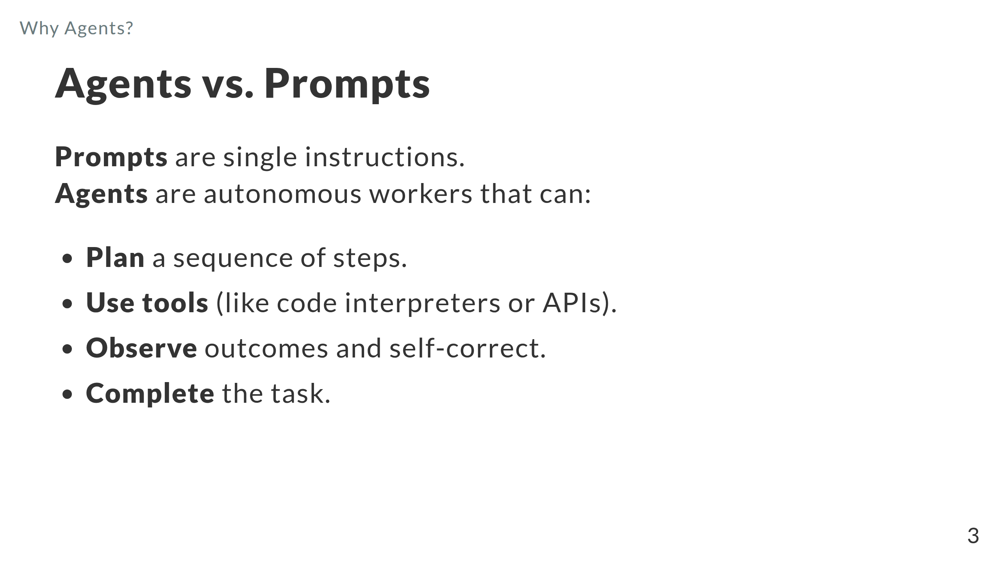 Why Agents?
Agents vs. Prompts
Prompts are single instructions.
Agents are autonomous workers that can:
• Plan a sequence of steps.
• Use tools (like code interpreters or APIs).
• Observe outcomes and self-correct.
• Complete the task.
3